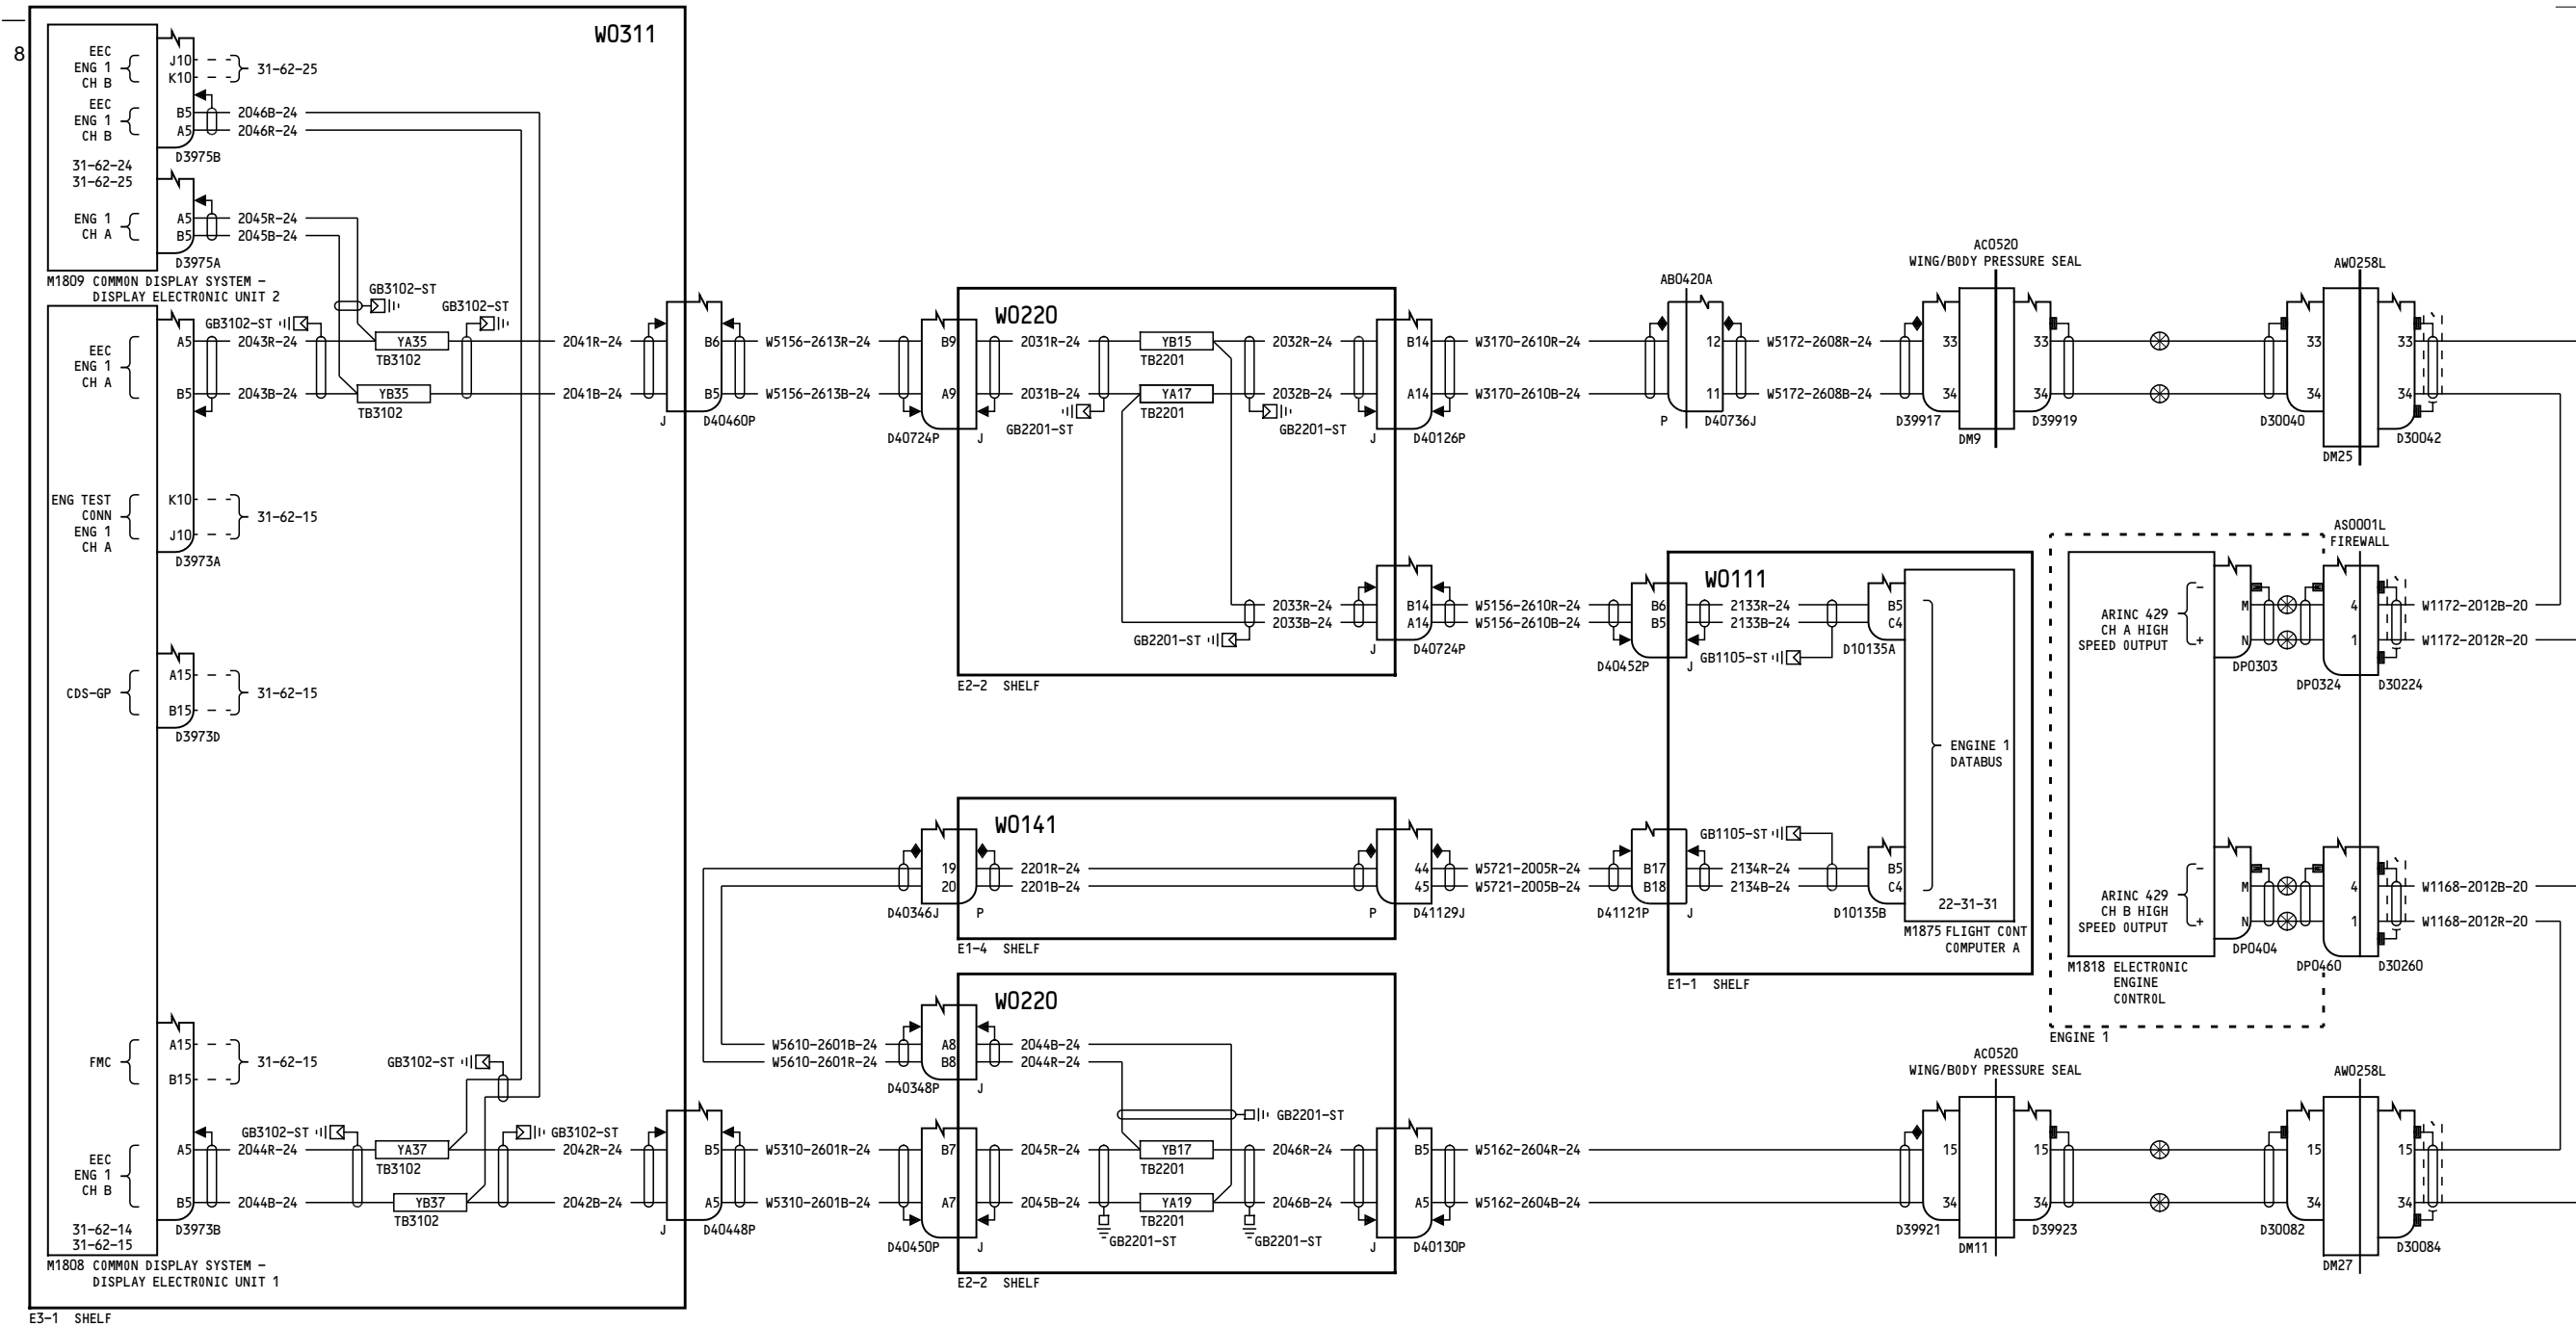 8
W0311
EEC
ENG 1
CH B
J10
K10
31-62-25
EEC
ENG 1
CH B
B5
2046B-24
A5
2046R-24
D3975B
31-62-24
31-62-25
ENG 1
CH A
A5
2045R-24
B5
2045B-24
D3975A
M1809 COMMON DISPLAY SYSTEM -
DISPLAY ELECTRONIC UNIT 2
GB3102-ST
GB3102-ST
GB3102-ST
EEC
ENG 1
CH A
A5
2043R-24
YA35
TB3102
2041R-24
B6
W5156-2613R-24
B5
2043B-24
YB35
TB3102
2041B-24
B5
W5156-2613B-24
J
D40460P
ENG TEST
CONN
ENG 1
CH A
K10
J10
31-62-15
D3973A
CDS-GP
A15
B15
31-62-15
D3973D
FMC
A15
B15
31-62-15
GB3102-ST
GB3102-ST
GB3102-ST
EEC
ENG 1
CH B
A5
2044R-24
YA37
TB3102
2042R-24
B5
W5310-2601R-24
B5
2044B-24
YB37
TB3102
2042B-24
A5
W5310-2601B-24
31-62-14
31-62-15
D3973B
J
D40448P
M1808 COMMON DISPLAY SYSTEM -
DISPLAY ELECTRONIC UNIT 1
E3-1 SHELF
W0220
B9
2031R-24
YB15
TB2201
2032R-24
B14
W3170-2610R-24
A9
2031B-24
YA17
TB2201
2032B-24
A14
W3170-2610B-24
D40724P
J
GB2201-ST
GB2201-ST
J
D40126P
2033R-24
B14
W5156-2610R-24
2033B-24
A14
W5156-2610B-24
GB2201-ST
J
D40724P
E2-2 SHELF
W0141
19
2201R-24
44
W5721-2005R-24
20
2201B-24
45
W5721-2005B-24
D40346J
P
P
D41129J
E1-4 SHELF
W0220
W5610-2601B-24
A8
2044B-24
W5610-2601R-24
B8
2044R-24
D40348P
J
GB2201-ST
B7
2045R-24
YB17
TB2201
2046R-24
B5
W5162-2604R-24
A7
2045B-24
YA19
TB2201
2046B-24
A5
W5162-2604B-24
D40450P
J
GB2201-ST
GB2201-ST
J
D40130P
E2-2 SHELF
AB0420A
12
W5172-2608R-24
11
W5172-2608B-24
P
D40736J
AC0520
WING/BODY PRESSURE SEAL
33
33
34
34
D39917
DM9
D39919
AW0258L
33
33
34
34
D30040
DM25
D30042
W0111
B6
2133R-24
B5
B5
2133B-24
C4
D40452P
J
GB1105-ST
D10135A
ENGINE 1
DATABUS
GB1105-ST
B17
2134R-24
B5
B18
2134B-24
C4
D41121P
J
D10135B
22-31-31
M1875 FLIGHT CONT
COMPUTER A
E1-1 SHELF
AS0001L
FIREWALL
ARINC 429
CH A HIGH
SPEED OUTPUT
-
+
M
4
W1172-2012B-20
N
1
W1172-2012R-20
DP0303
DP0324
D30224
ARINC 429
CH B HIGH
SPEED OUTPUT
-
+
M
4
W1168-2012B-20
N
1
W1168-2012R-20
DP0404
DP0460
D30260
M1818 ELECTRONIC
ENGINE
CONTROL
ENGINE 1
AC0520
WING/BODY PRESSURE SEAL
15
15
34
34
D39921
DM11
D39923
AW0258L
15
15
34
34
D30082
DM27
D30084